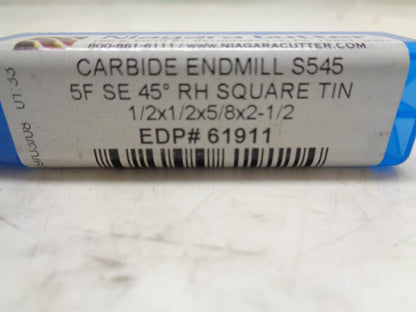 800-861-6111 / WWW.NIAGARACUTTER.COM
CARBIDE ENDMILL S545
5F SE 45° RH SQUARE TIN
1/2x1/2x5/8x2-1/2
EDP# 61911